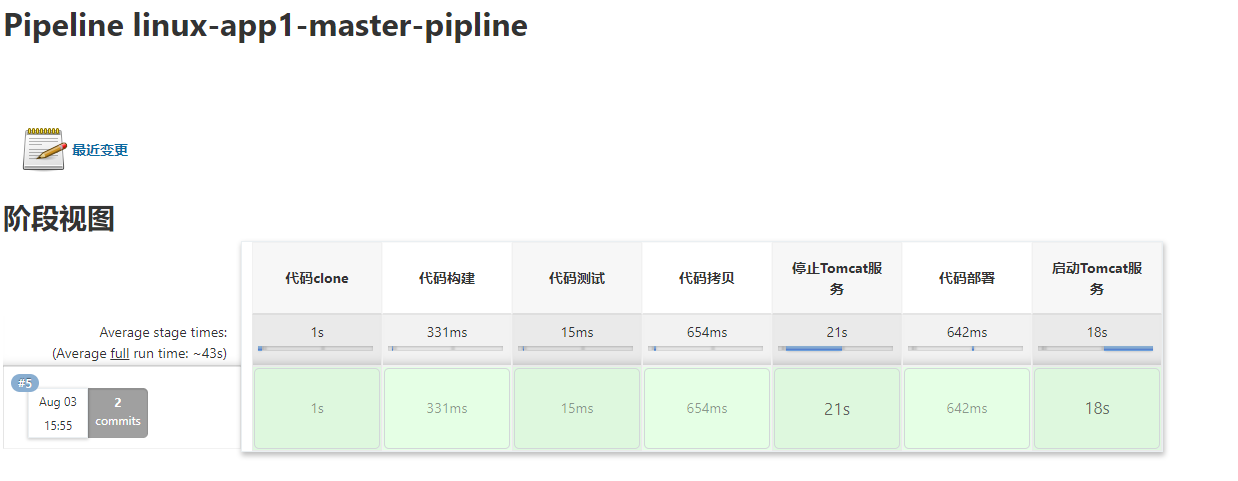 Pipeline linux-app1-master-pipline
最近变更
阶段视图
代码clone
代码构建
代码测试
代码拷贝
停止Tomcat服
务
代码部署
启动Tomcat服
务
Average stage times:
(Average full run time: ~43s)
1s
331ms
15ms
654ms
21s
642ms
18s
#5
Aug 03
15:55
2
commits
1s
331ms
15ms
654ms
21s
642ms
18s